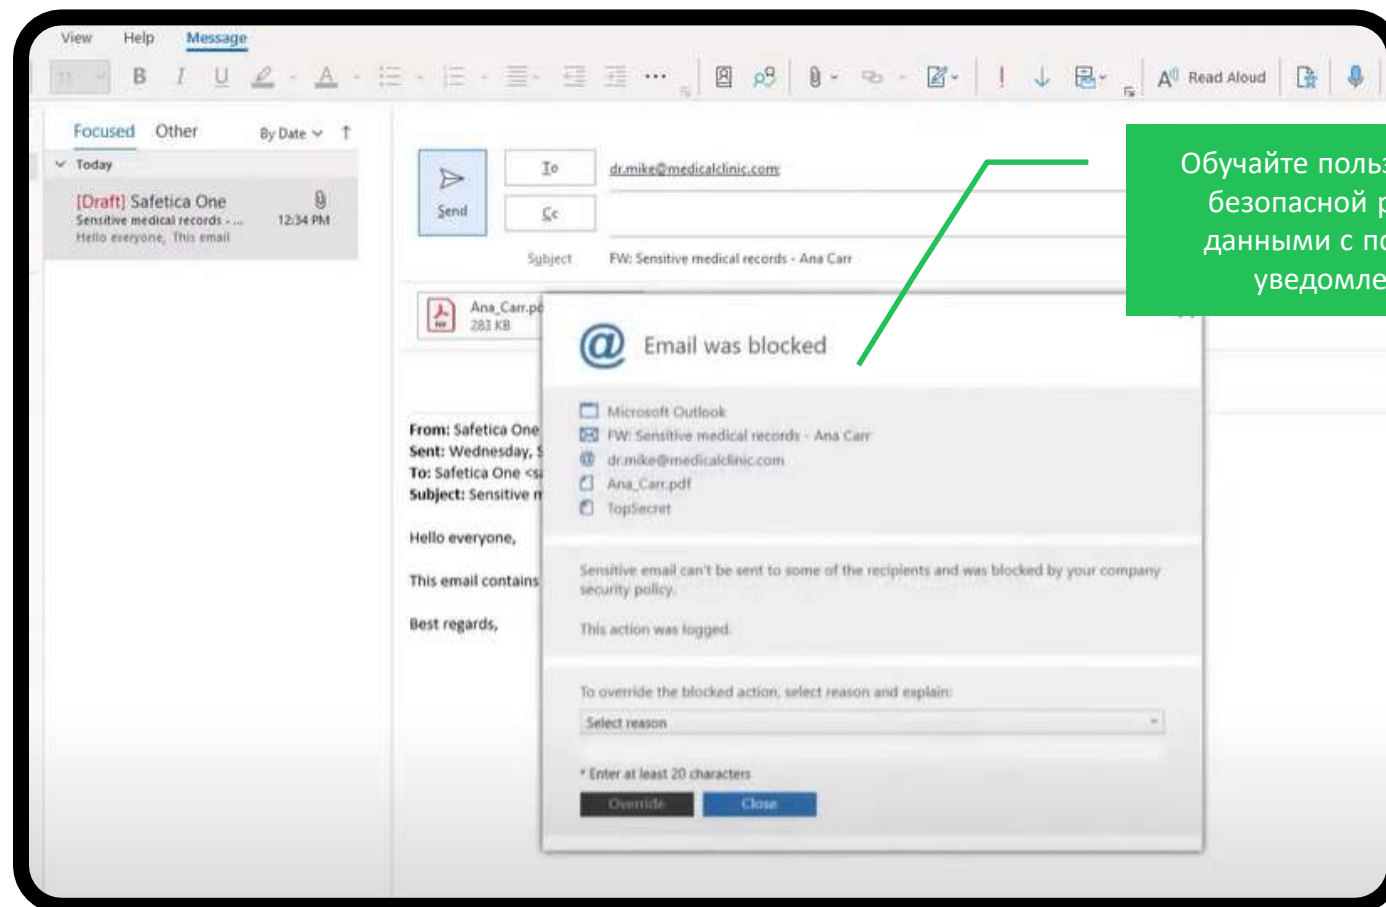 View Help Message
11 B I U A Read Aloud
Focused Other By Date
Today
[Draft] Safetica One
Sensitive medical records - ... 12:34 PM
Hello everyone, This email
Send
To dr.mike@medicalclinic.com;
Cc
Subject FW: Sensitive medical records - Ana Carr
Обучайте
безопасной
данными с
Ana_Carr.pd
283 KB
Email was blocked
Microsoft Outlook
FW: Sensitive medical records - Ana Carr
dr.mike@medicalclinic.com
Ana_Carr.pdf
TopSecret
From: Safetica One
Sent: Wednesday, S
To: Safetica One <sa
Subject: Sensitive m
Hello everyone,
This email contains
Best regards,
Sensitive email can't be sent to some of the recipients and was blocked by your company
security policy.
This action was logged.
To override the blocked action, select reason and explain:
Select reason
* Enter at least 20 characters
Override Close